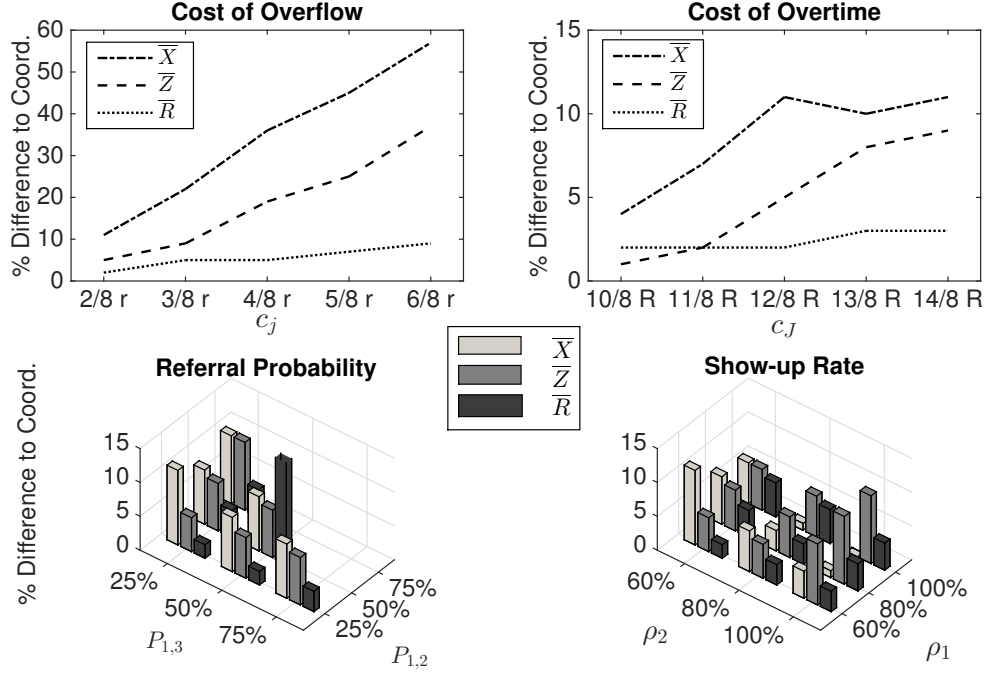 Cost of Overflow
% Difference to Coord.
60
50
40
30
20
10
0
X̅
Z̅
R̅
2/8 r 3/8 r 4/8 r 5/8 r 6/8 r
c_j
Cost of Overtime
% Difference to Coord.
15
10
5
0
X̅
Z̅
R̅
10/8 R 11/8 R 12/8 R 13/8 R 14/8 R
c_J
X̅
Z̅
R̅
Referral Probability
% Difference to Coord.
15
10
5
0
25%
50%
75%
P_{1,3}
25%
50%
75%
P_{1,2}
Show-up Rate
15
10
5
0
60%
80%
100%
ρ_2
60%
80%
100%
ρ_1